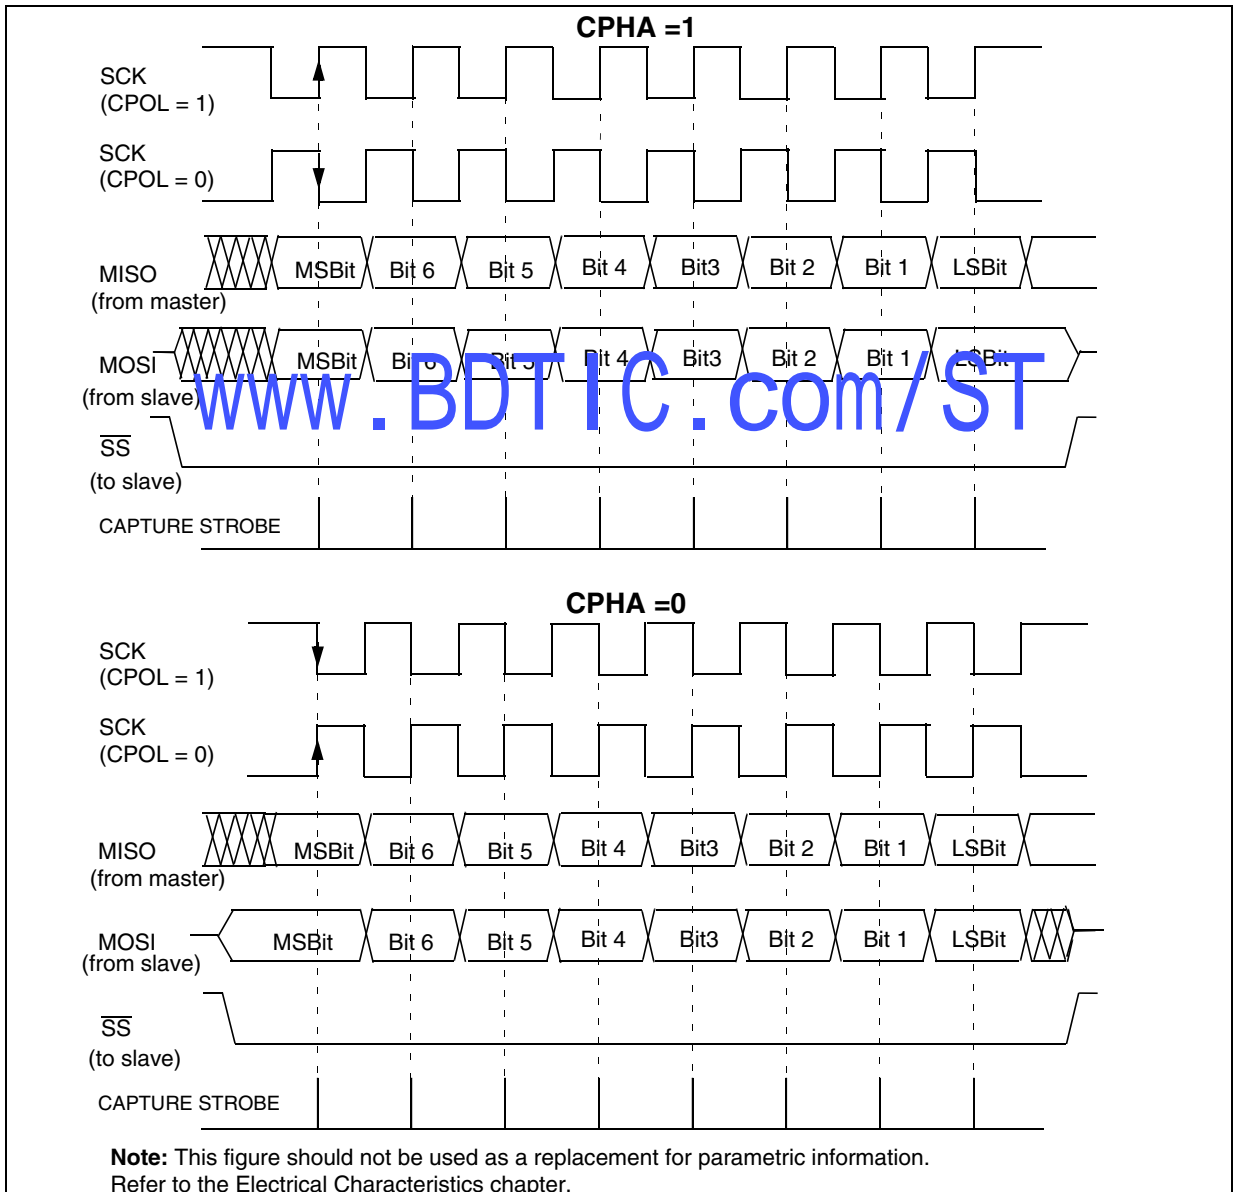 CPHA =1
SCK
(CPOL = 1)
SCK
(CPOL = 0)
MISO
(from master)
MSBit Bit 6 Bit 5 Bit 4 Bit3 Bit 2 Bit 1 LSBit
MOSI
(from slave)
MSBit Bit 6 Bit 5 Bit 4 Bit3 Bit 2 Bit 1 LSBit
www.BDTIC.com/ST
SS
(to slave)
CAPTURE STROBE
CPHA =0
SCK
(CPOL = 1)
SCK
(CPOL = 0)
MISO
(from master)
MSBit Bit 6 Bit 5 Bit 4 Bit3 Bit 2 Bit 1 LSBit
MOSI
(from slave)
MSBit Bit 6 Bit 5 Bit 4 Bit3 Bit 2 Bit 1 LSBit
SS
(to slave)
CAPTURE STROBE
Note: This figure should not be used as a replacement for parametric information.
Refer to the Electrical Characteristics chapter.